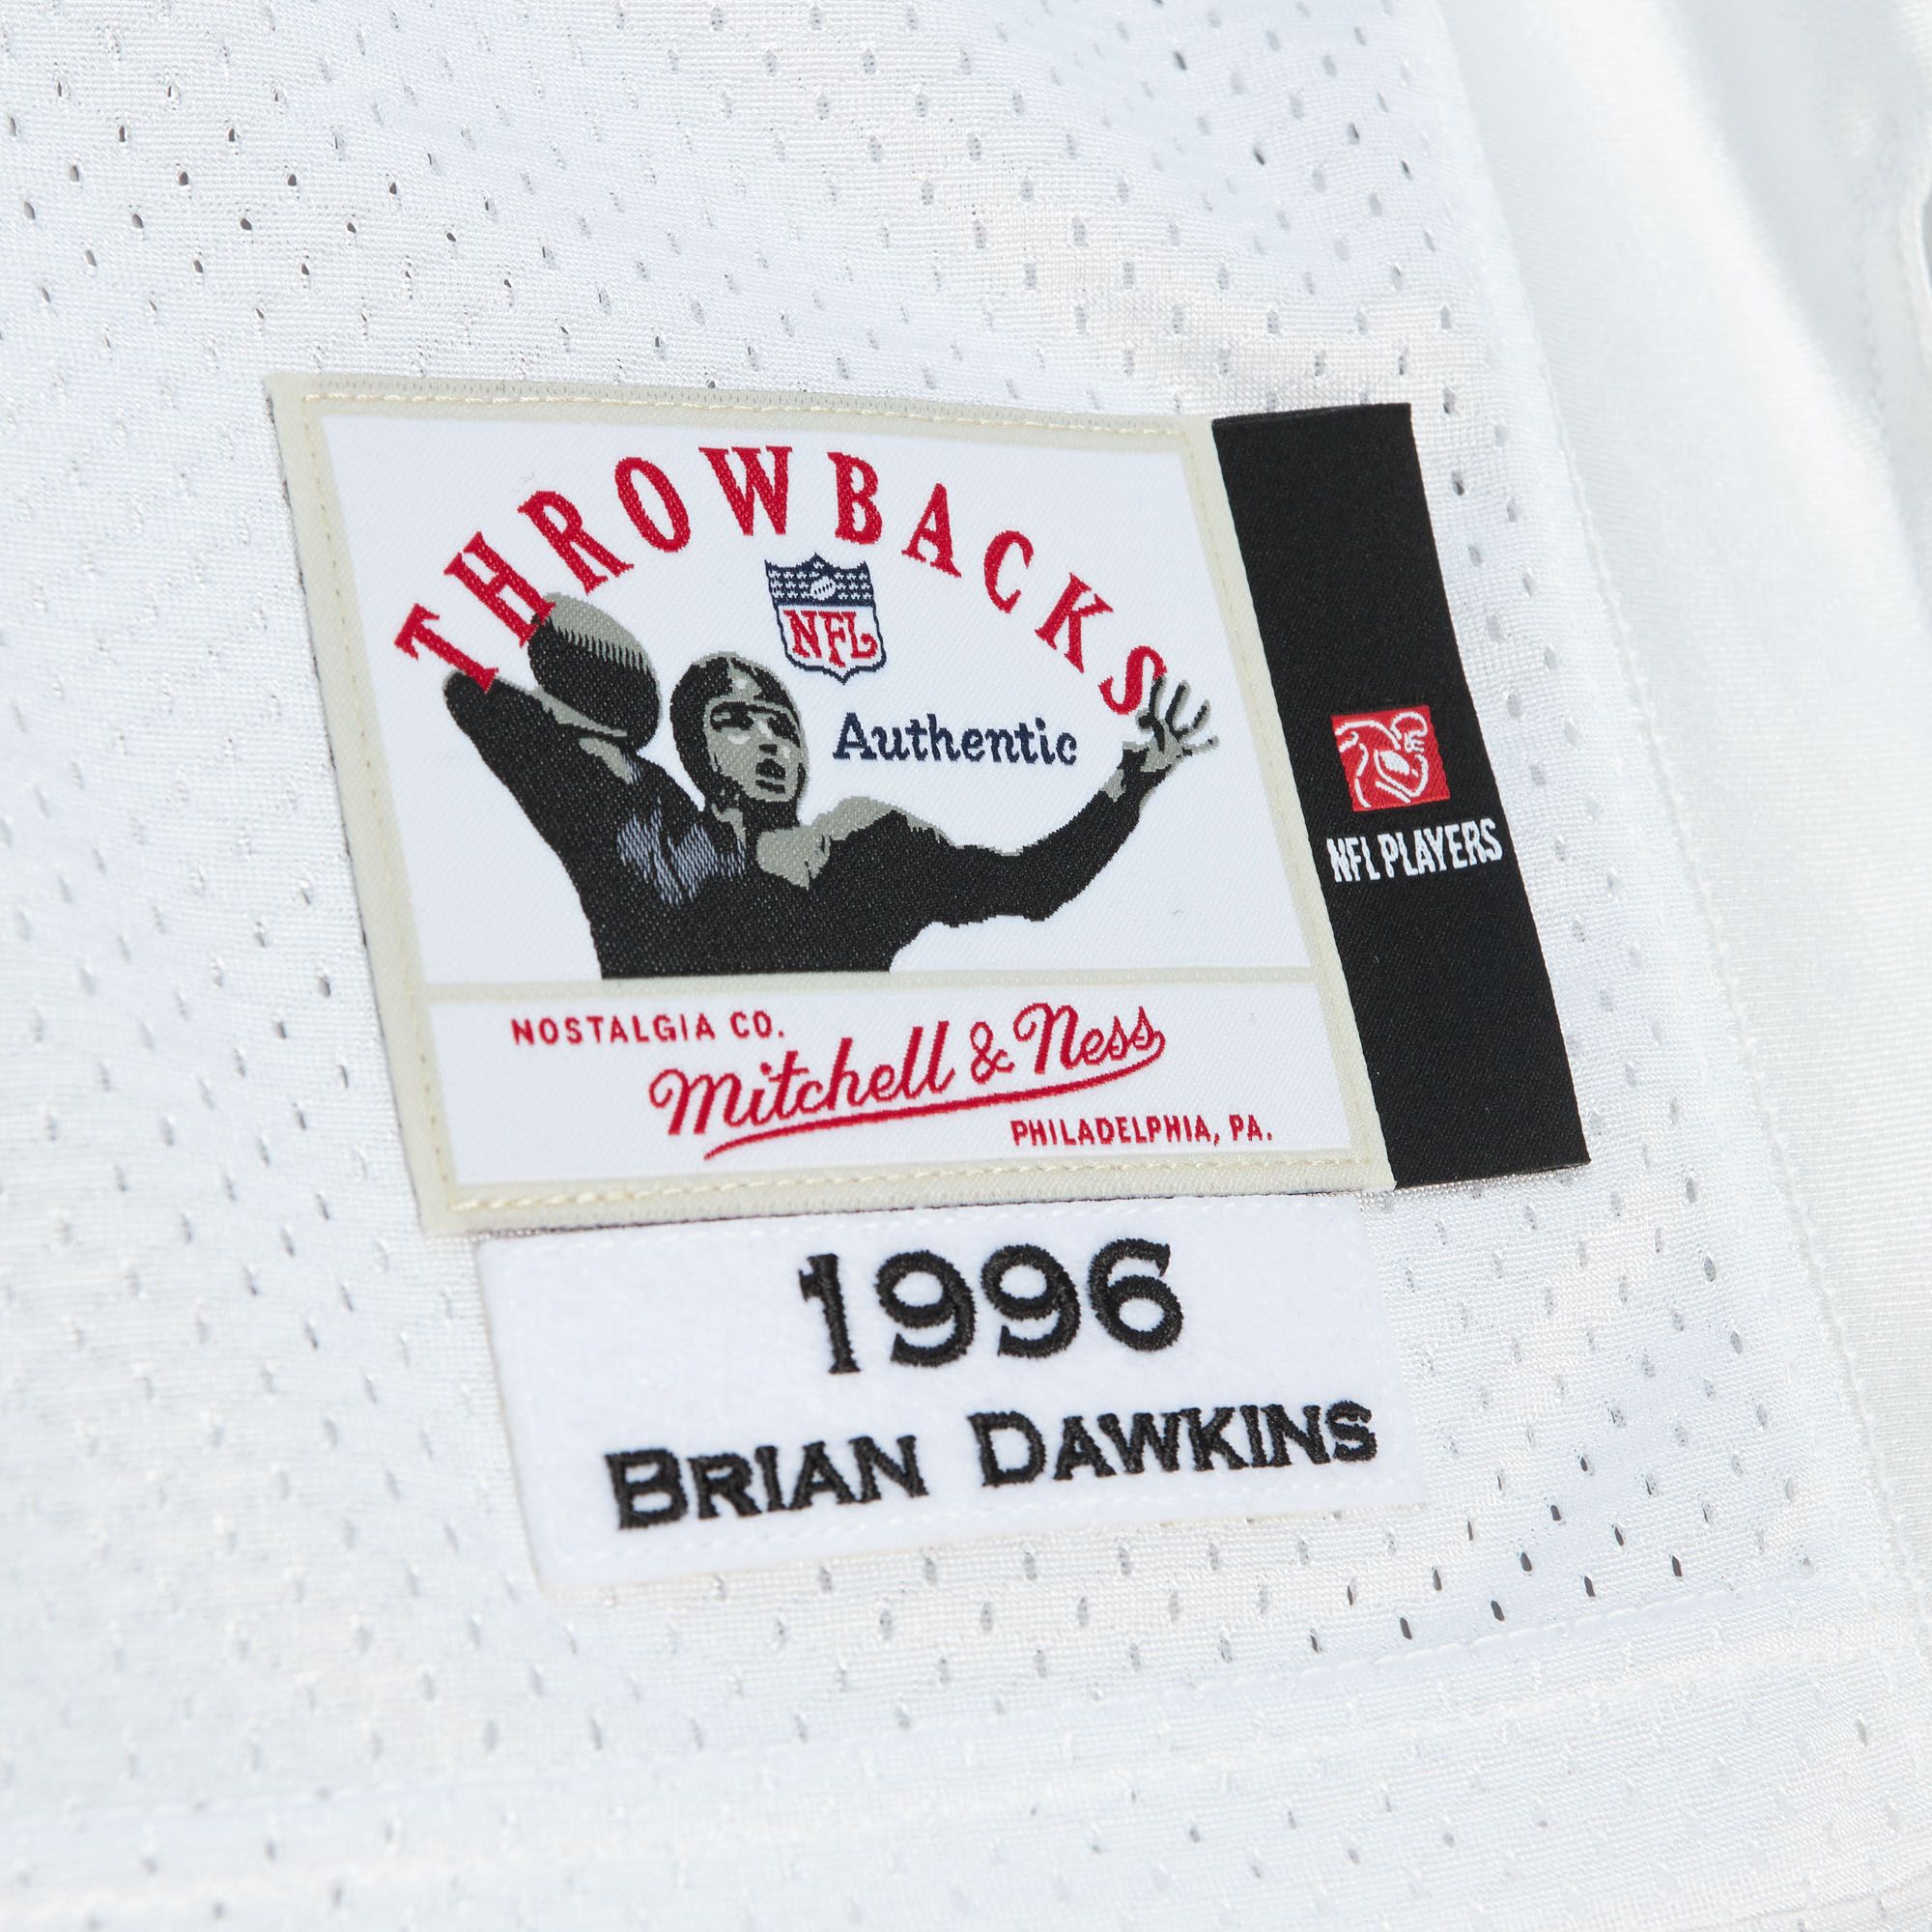 THROWBACKS
NFL
Authentic
NFL PLAYERS
NOSTALGIA CO.
Mitchell & Ness
PHILADELPHIA, PA.
1996
BRIAN DAWKINS